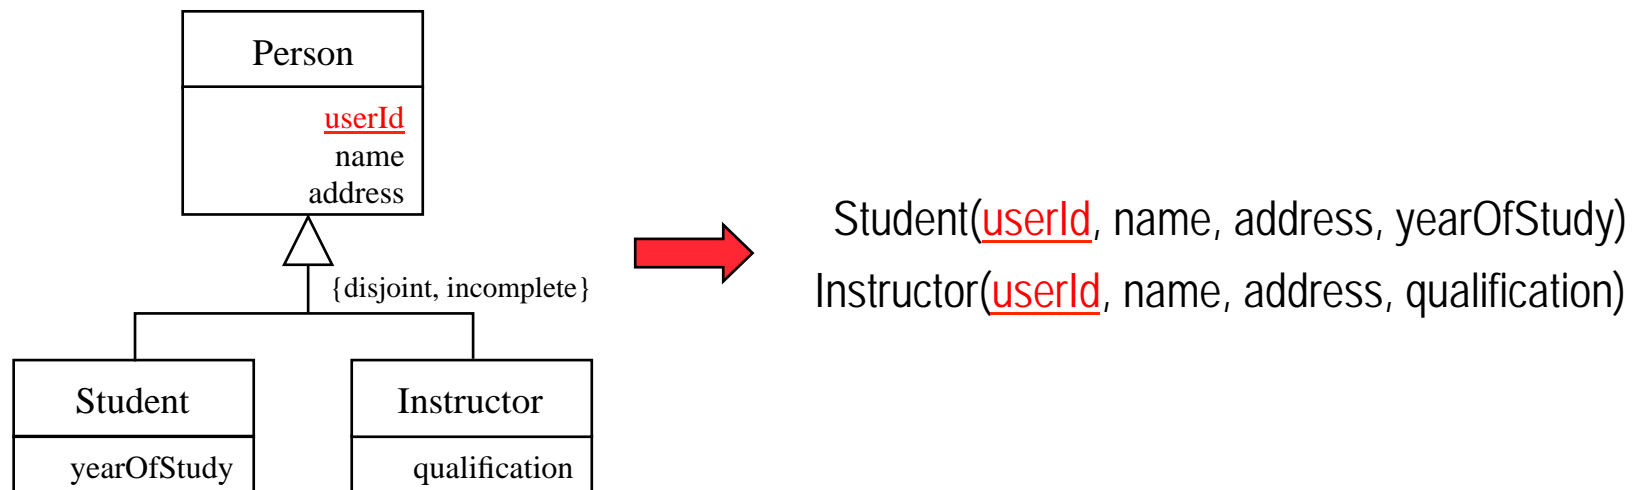 Person
userId
name
address
{disjoint, incomplete}
Student
yearOfStudy
Instructor
qualification
Student(userId, name, address, yearOfStudy)
Instructor(userId, name, address, qualification)